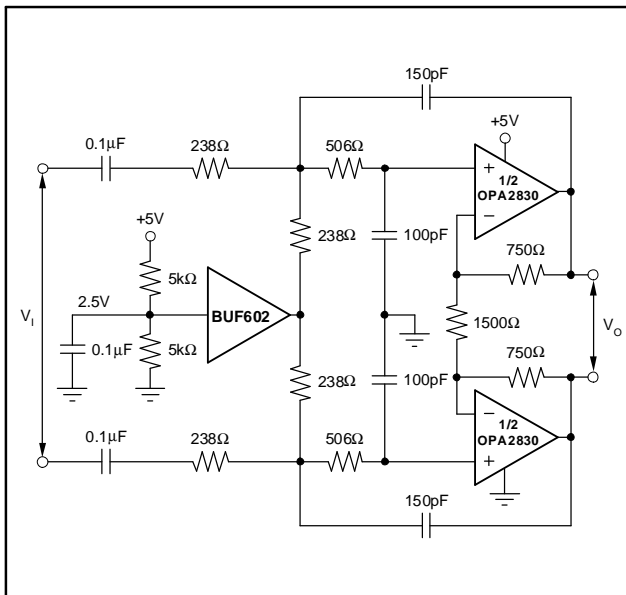 150pF
+5V
0.1µF
238Ω
506Ω
1/2
OPA2830
+
−
238Ω
100pF
750Ω
+5V
5kΩ
2.5V
BUF602
1500Ω
V_I
V_O
0.1µF
5kΩ
238Ω
100pF
750Ω
0.1µF
238Ω
506Ω
−
1/2
OPA2830
+
150pF